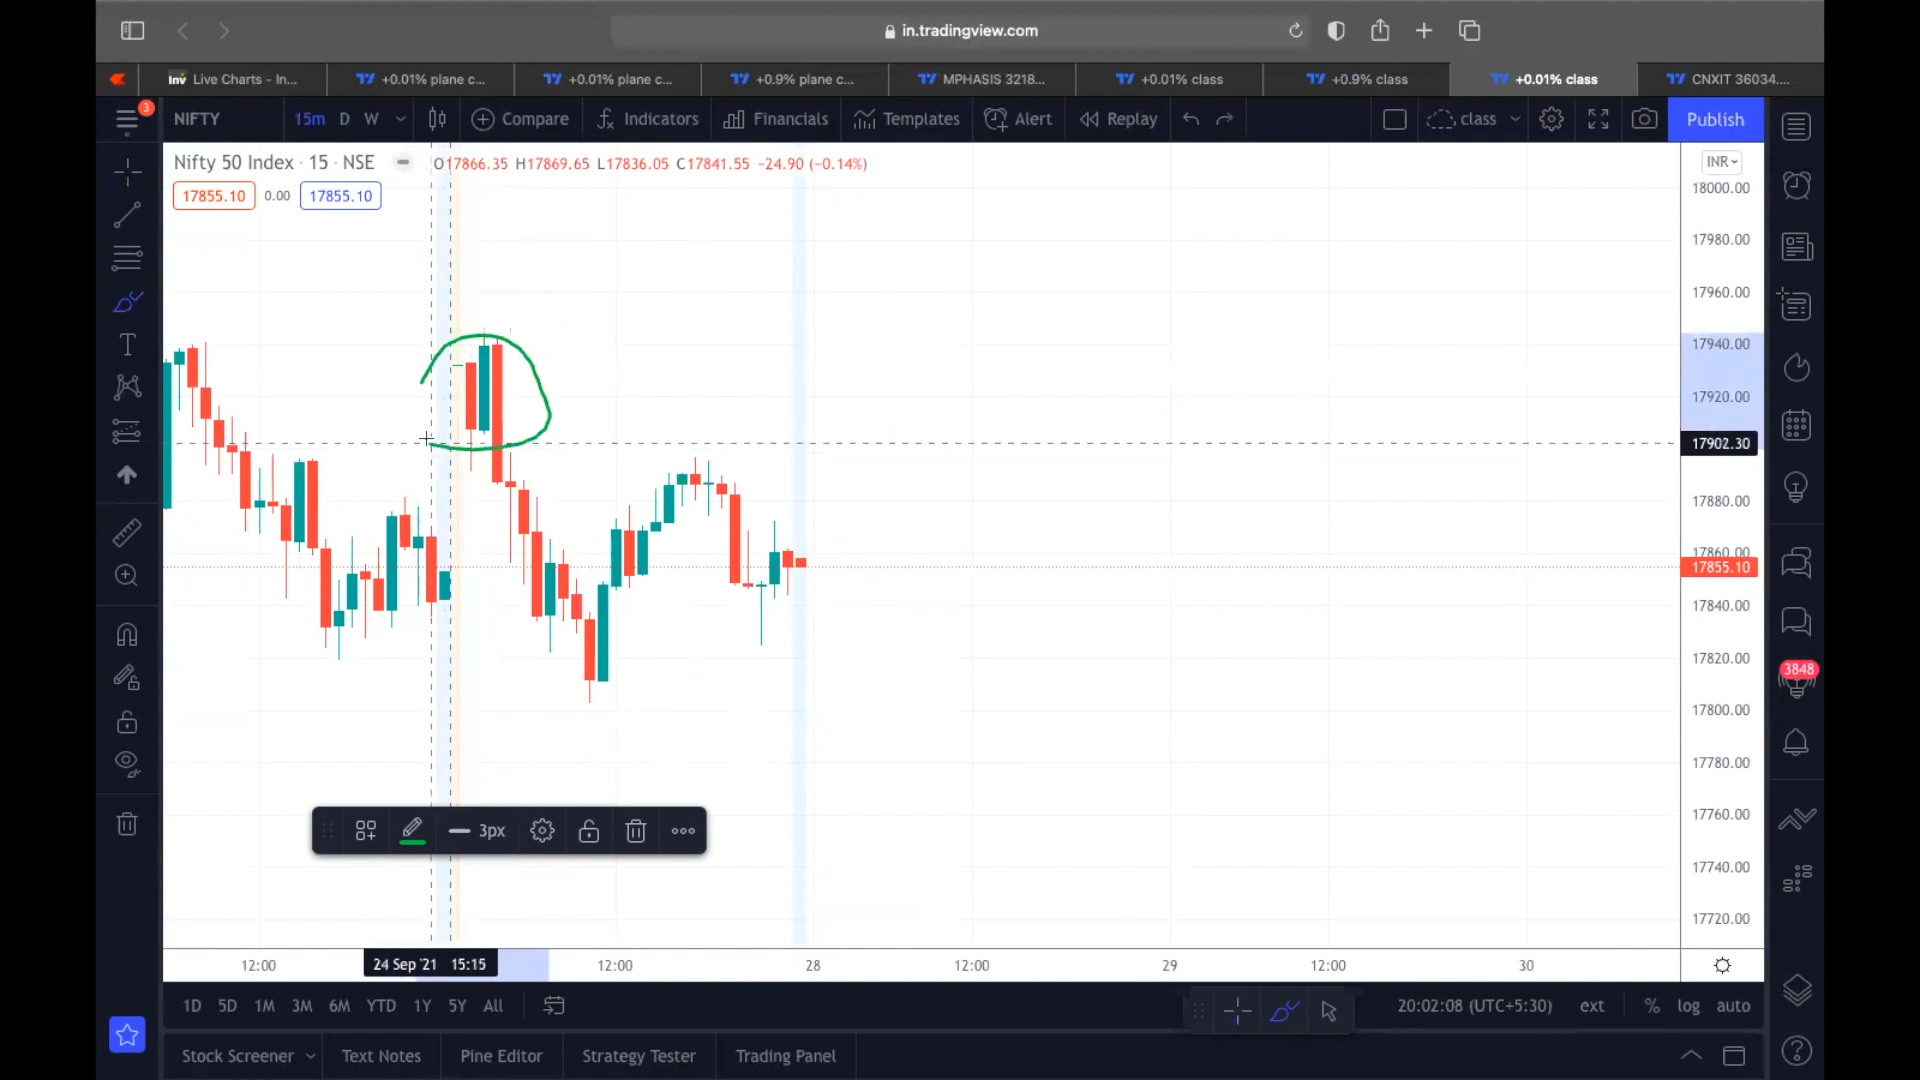 in.tradingview.com
Inv Live Charts - In...
+0.01% plane c...
+0.01% plane c...
+0.9% plane c...
MPHASIS 3218...
+0.01% class
+0.9% class
+0.01% class
CNXIT 36034....
3
NIFTY 15m D W Compare Indicators Financials Templates Alert Replay class Publish
Nifty 50 Index · 15 · NSE O17866.35 H17869.65 L17836.05 C17841.55 −24.90 (−0.14%)
INR
17855.10 0.00 17855.10
18000.00
17980.00
17960.00
17940.00
17920.00
17902.30
17880.00
17860.00
17855.10
17840.00
17820.00
17800.00
17780.00
17760.00
17740.00
17720.00
3848
3px
12:00 24 Sep '21 15:15 12:00 28 12:00 29 12:00 30
1D 5D 1M 3M 6M YTD 1Y 5Y All
20:02:08 (UTC+5:30) ext % log auto
Stock Screener Text Notes Pine Editor Strategy Tester Trading Panel